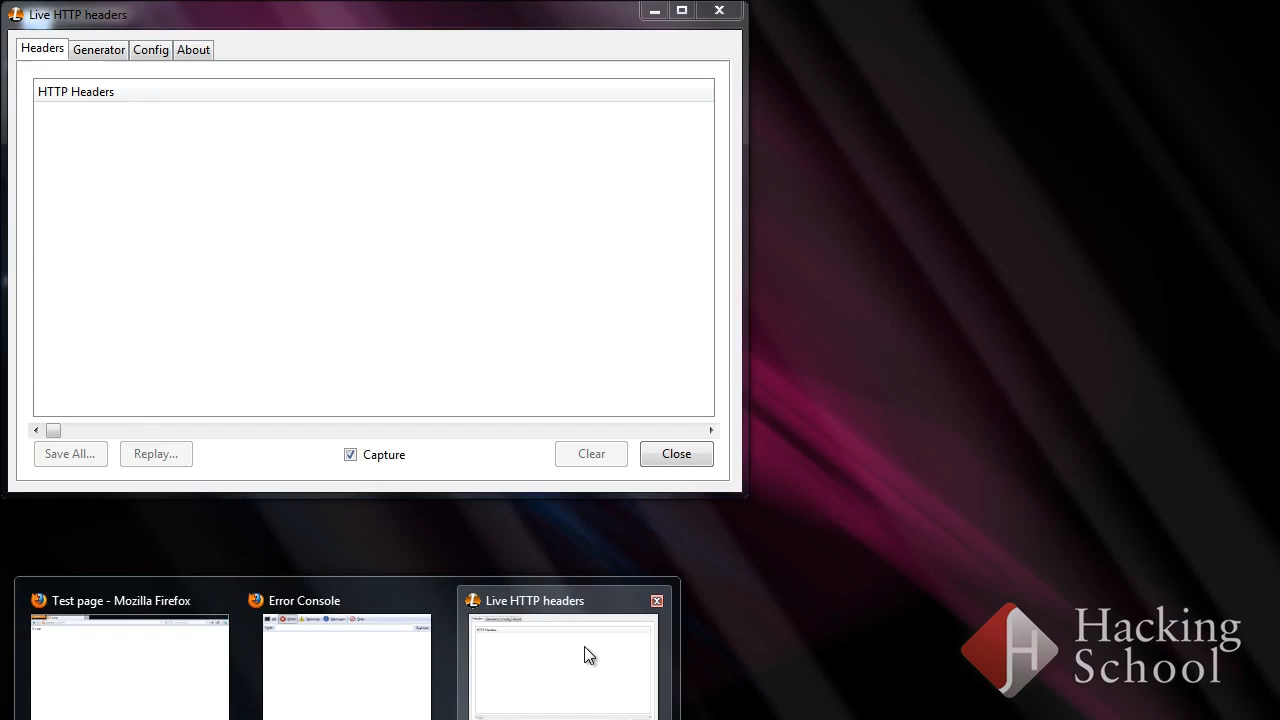 Live HTTP headers
Headers Generator Config About
HTTP Headers
Save All... Replay... Capture Clear Close
Test page - Mozilla Firefox Error Console Live HTTP headers
Hacking
School